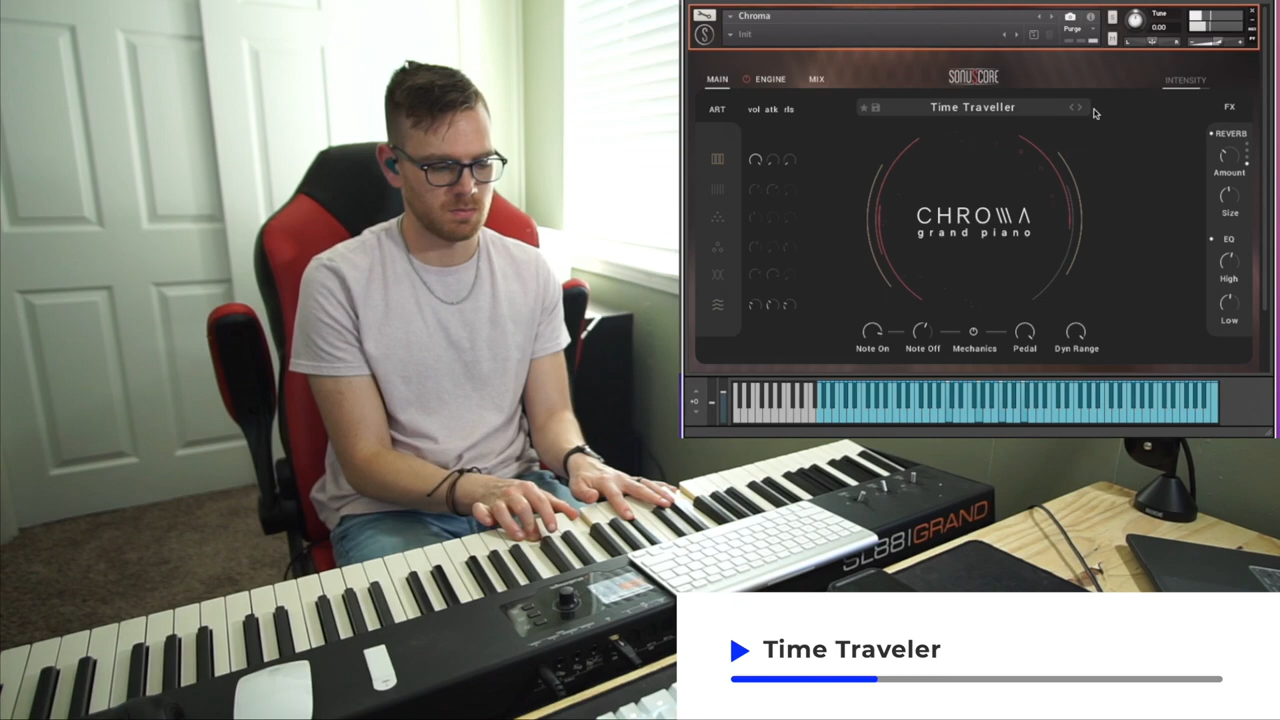 Chroma
Init
Purge
Tune
0.00
L R
S
M
SONUSCORE
MAIN ENGINE MIX
INTENSITY
ART vol atk rls
Time Traveller
FX
REVERB
Amount
Size
EQ
High
Low
CHROMA
grand piano
Note On Note Off Mechanics Pedal Dyn Range
+0
SL88|GRAND
RODE
Time Traveler